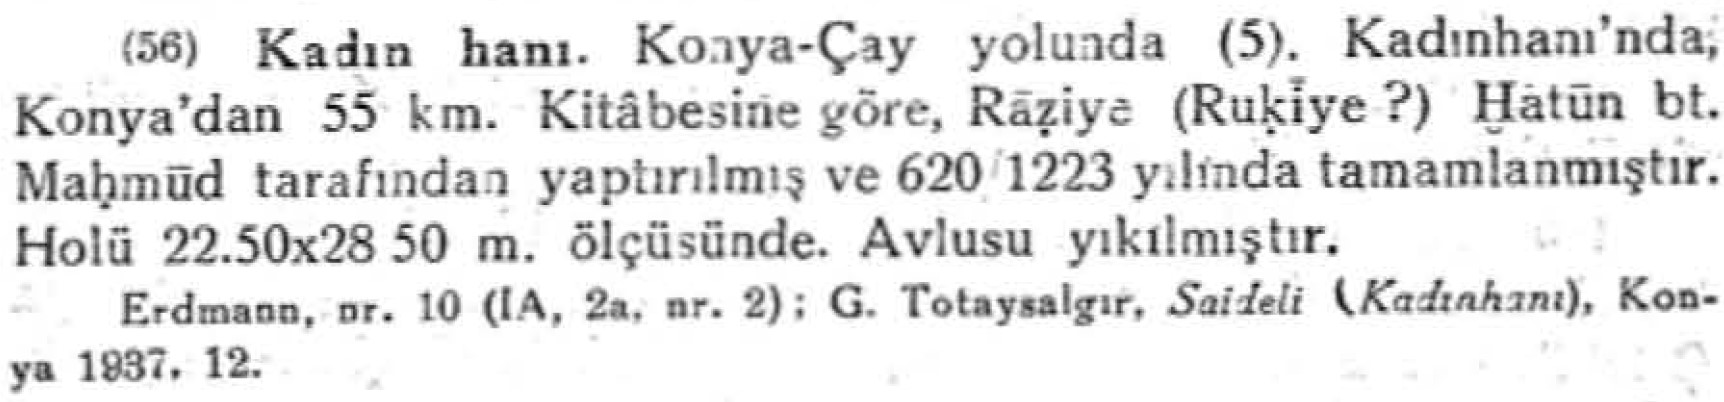 (56) Kadın hanı. Konya-Çay yolunda (5). Kadınhanı'nda,
Konya'dan 55 km. Kitâbesine göre, Rāẓiye (Ruḳīye ?) Ḫātūn bt.
Maḥmūd tarafından yaptırılmış ve 620/1223 yılında tamamlanmıştır.
Holü 22.50x28 50 m. ölçüsünde. Avlusu yıkılmıştır.
Erdmann, nr. 10 (IA, 2a, nr. 2); G. Totaysalgır, Saideli (Kadınhanı), Kon-
ya 1937, 12.